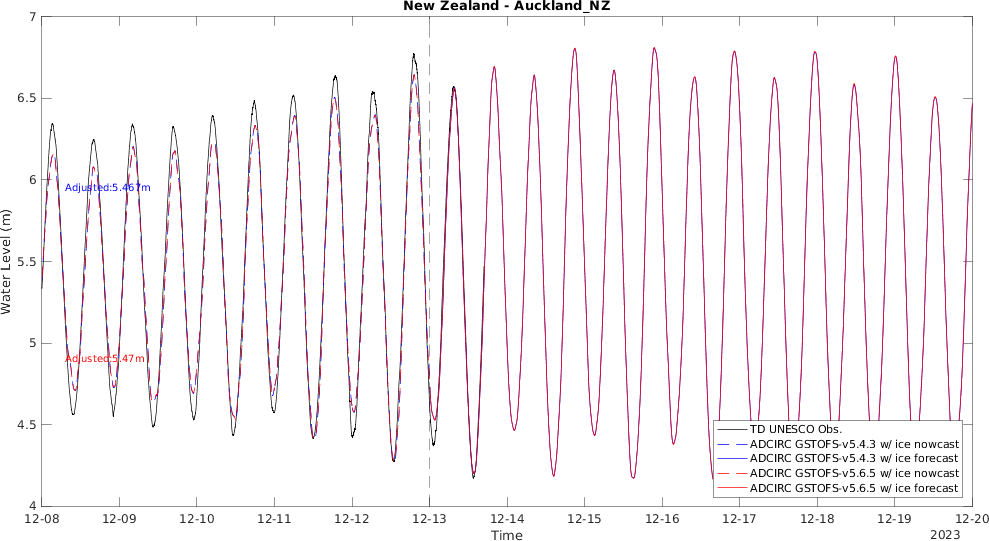 New Zealand - Auckland_NZ
7
6.5
6
5.5
5
4.5
4
Water Level (m)
Adjusted:5.467m
Adjusted:5.47m
TD UNESCO Obs.
ADCIRC GSTOFS-v5.4.3 w/ ice nowcast
ADCIRC GSTOFS-v5.4.3 w/ ice forecast
ADCIRC GSTOFS-v5.6.5 w/ ice nowcast
ADCIRC GSTOFS-v5.6.5 w/ ice forecast
12-08 12-09 12-10 12-11 12-12 12-13 12-14 12-15 12-16 12-17 12-18 12-19 12-20
Time
2023